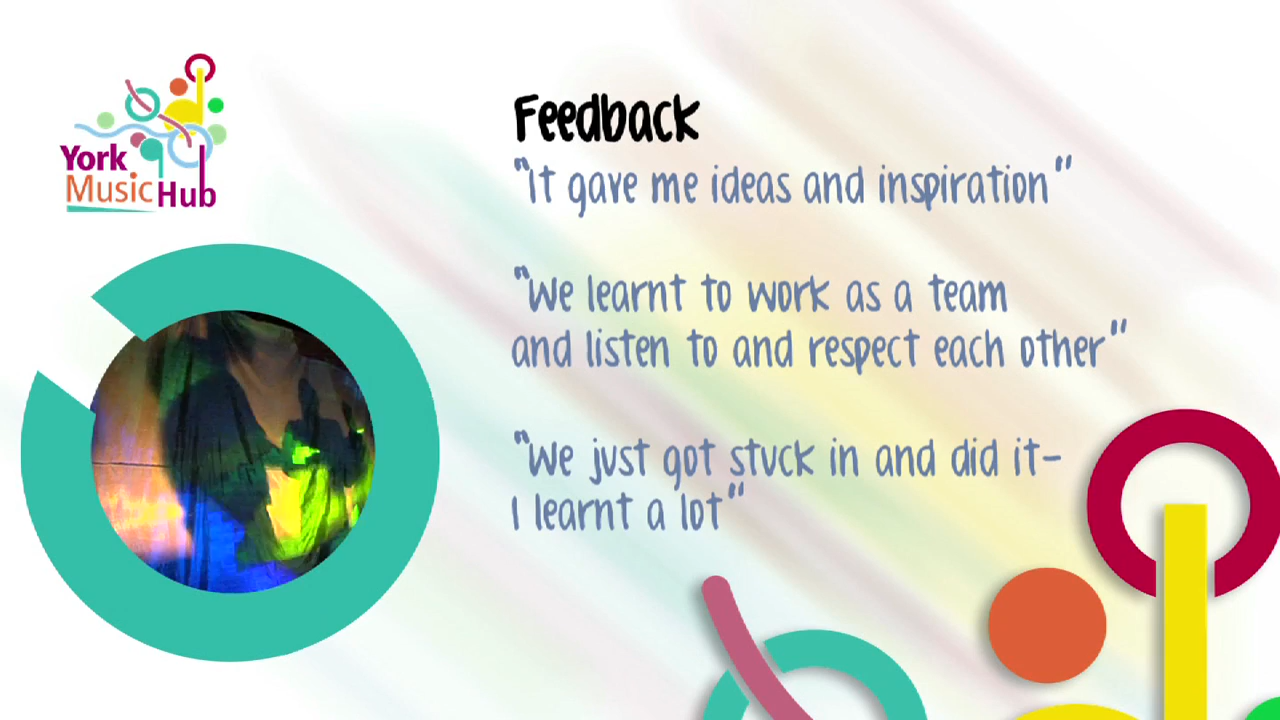 York
Music Hub
Feedback
“It gave me ideas and inspiration”
“We learnt to work as a team
and listen to and respect each other”
“We just got stuck in and did it-
I learnt a lot”